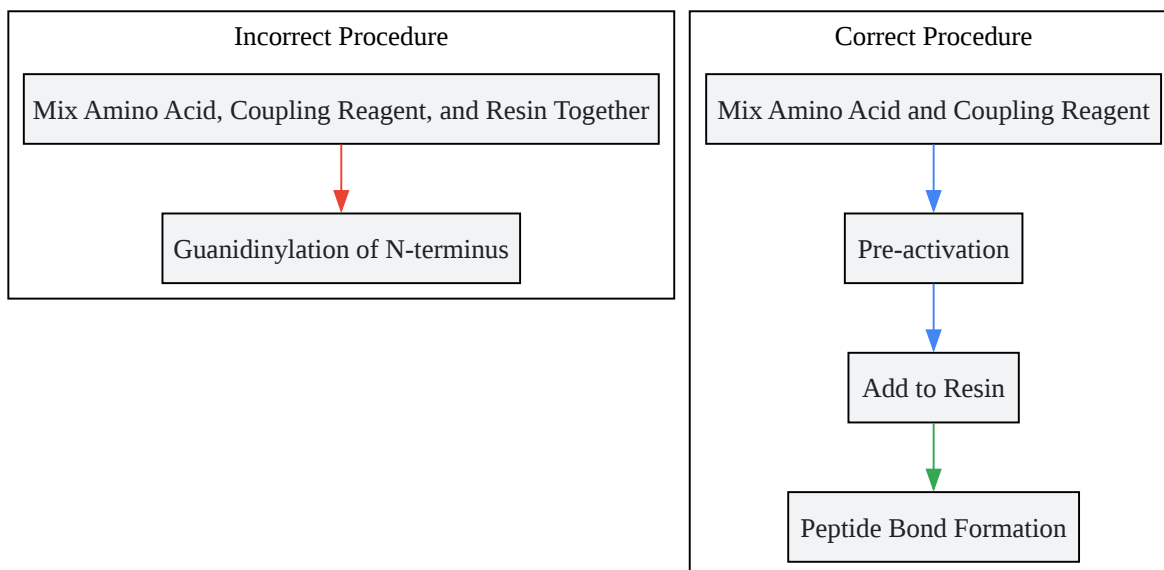 Incorrect Procedure
Mix Amino Acid, Coupling Reagent, and Resin Together
Guanidinylation of N-terminus
Correct Procedure
Mix Amino Acid and Coupling Reagent
Pre-activation
Add to Resin
Peptide Bond Formation